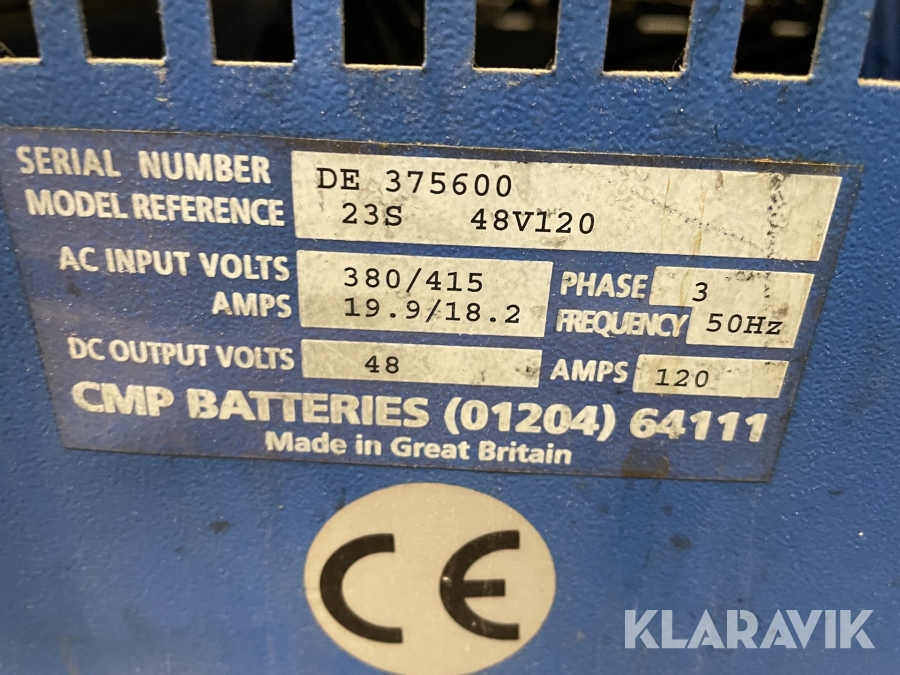 SERIAL NUMBER DE 375600
MODEL REFERENCE 23S 48V120
AC INPUT VOLTS 380/415 PHASE 3
AMPS 19.9/18.2 FREQUENCY 50Hz
DC OUTPUT VOLTS 48 AMPS 120
CMP BATTERIES (01204) 64111
Made in Great Britain
CE
KLARAVIK